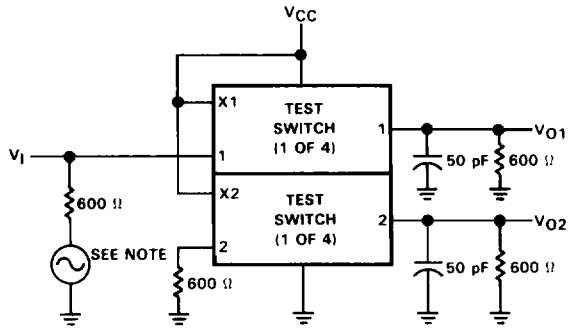 VCC
X1
TEST
SWITCH
(1 OF 4)
1
VO1
VI
1
50 pF
600 Ω
600 Ω
X2
TEST
SWITCH
(1 OF 4)
2
VO2
SEE NOTE
2
600 Ω
50 pF
600 Ω